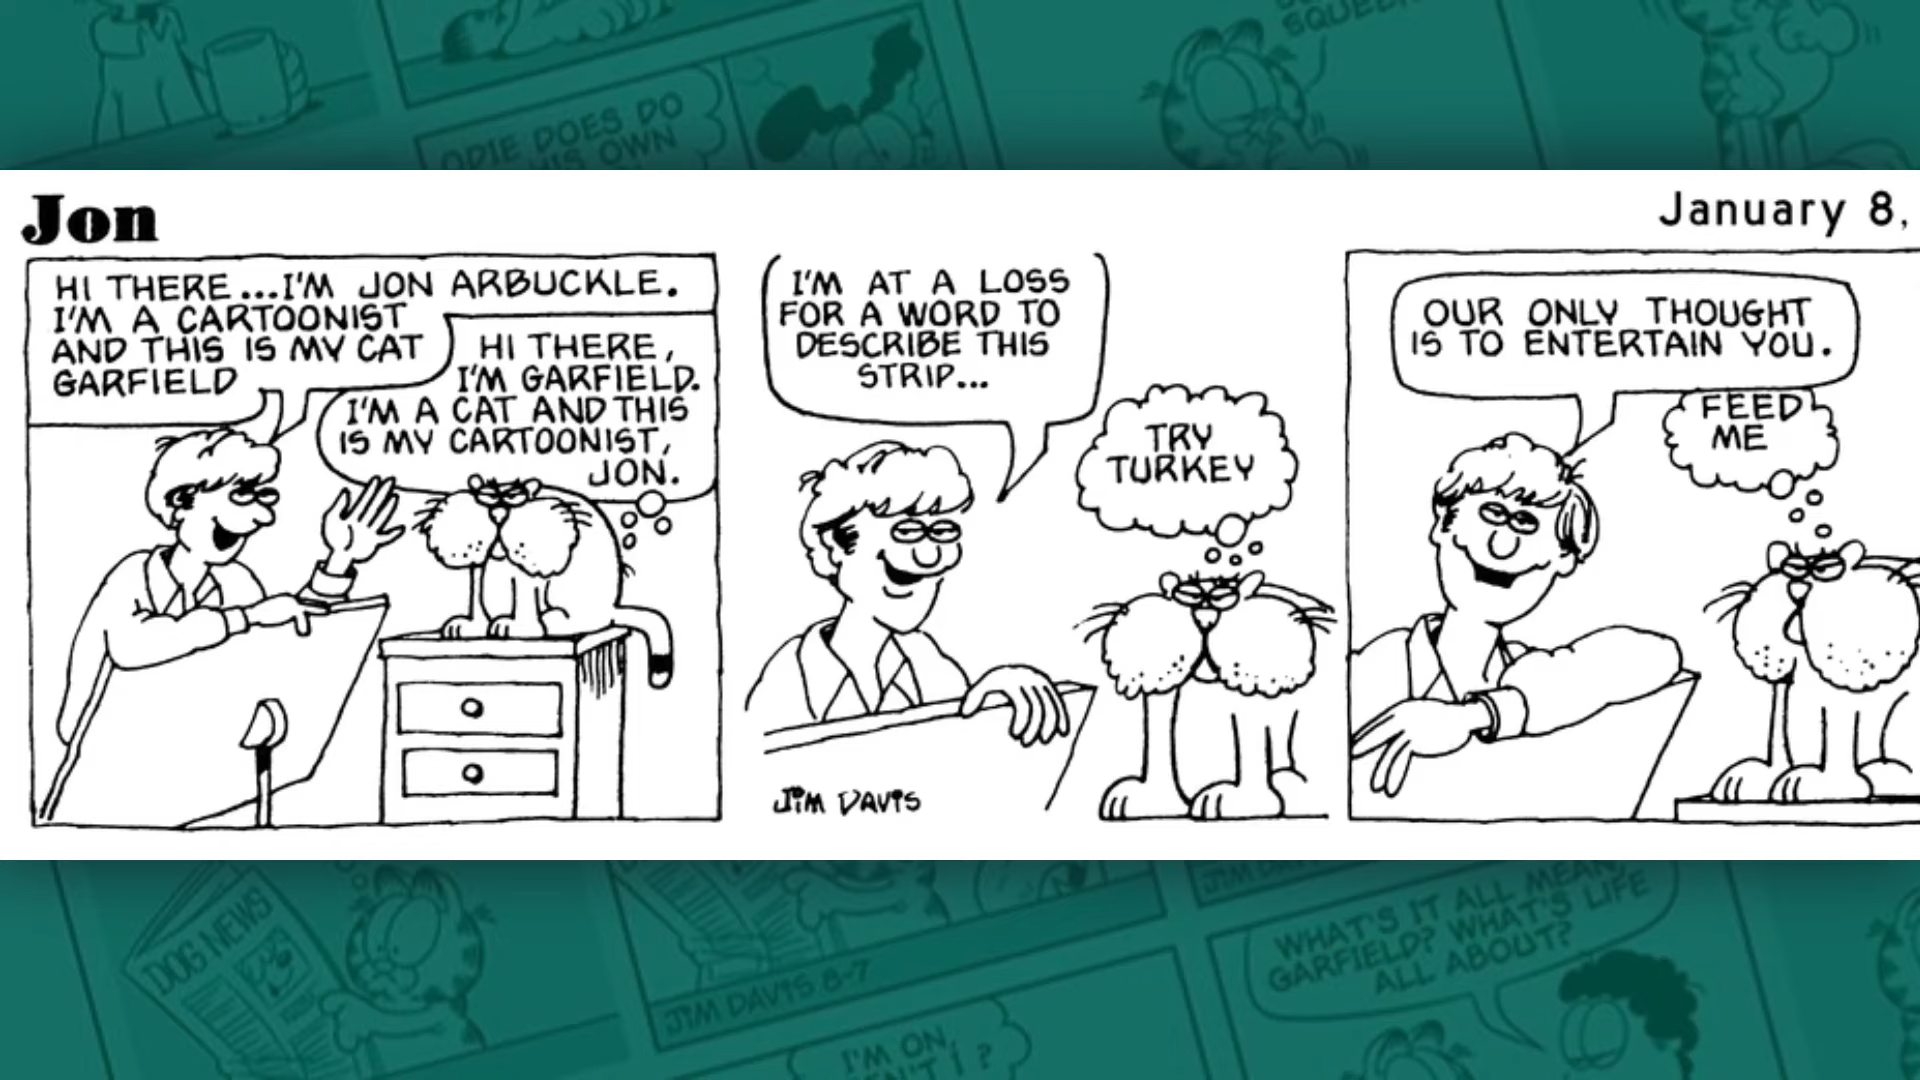 SQUEE
ODIE DOES DO
HIS OWN
Jon
January 8,
HI THERE...I'M JON ARBUCKLE.
I'M A CARTOONIST
AND THIS IS MY CAT
GARFIELD
HI THERE,
I'M GARFIELD.
I'M A CAT AND THIS
IS MY CARTOONIST,
JON.
I'M AT A LOSS
FOR A WORD TO
DESCRIBE THIS
STRIP...
TRY
TURKEY
JIM DAVIS
OUR ONLY THOUGHT
IS TO ENTERTAIN YOU.
FEED
ME
DOG NEWS
JIM DAVIS 8-7
JIM DA
I'M ON,
N'T I ?
WHAT'S IT ALL MEAN,
GARFIELD? WHAT'S LIFE
ALL ABOUT?